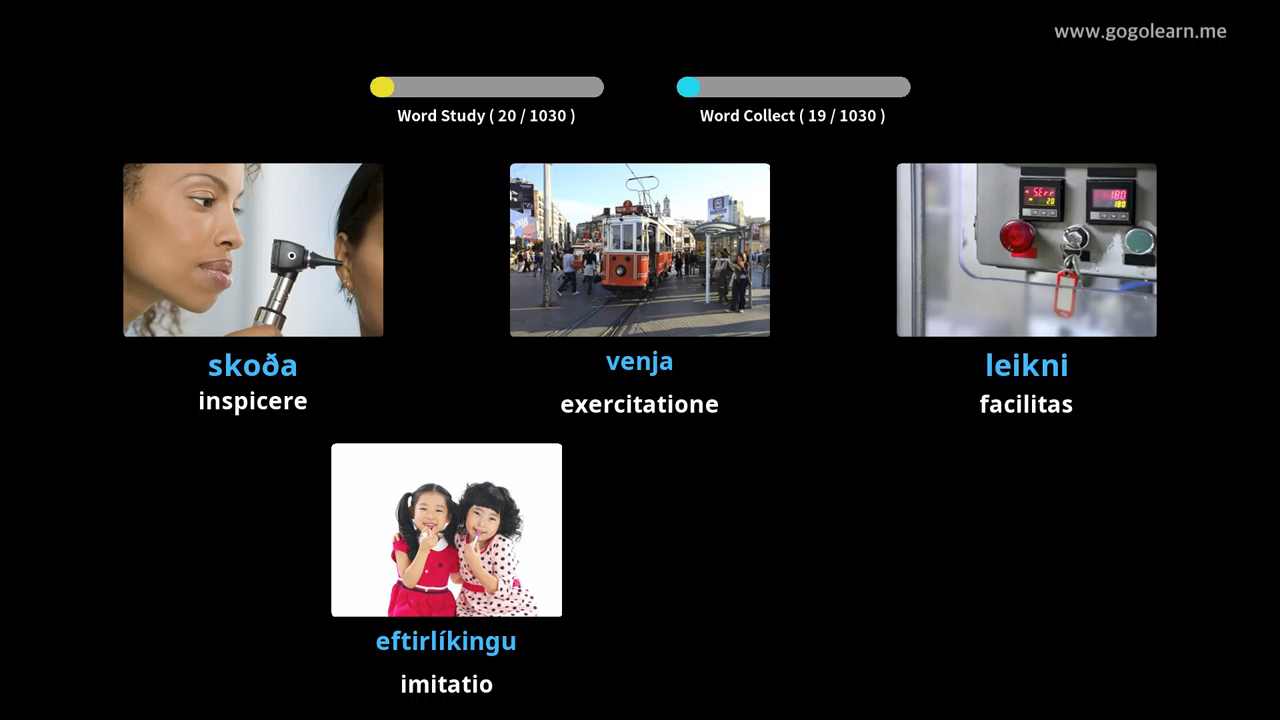 www.gogolearn.me
Word Study ( 20 / 1030 )
Word Collect ( 19 / 1030 )
skoða
inspicere
venja
exercitatione
leikni
facilitas
eftirlíkingu
imitatio